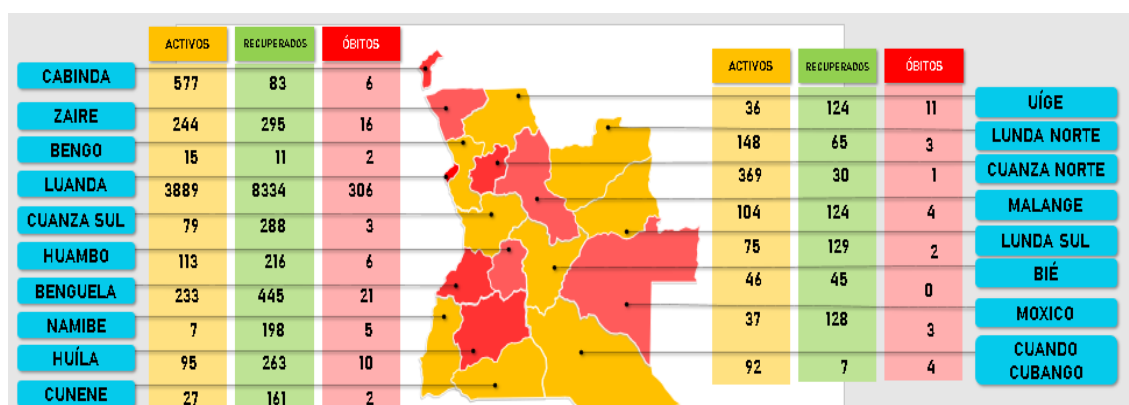 ACTIVOS RECUPERADOS ÓBITOS
CABINDA 577 83 6
ZAIRE 244 295 16
BENGO 15 11 2
LUANDA 3889 8334 306
CUANZA SUL 79 288 3
HUAMBO 113 216 6
BENGUELA 233 445 21
NAMIBE 7 198 5
HUÍLA 95 263 10
CUNENE 27 161 2
ACTIVOS RECUPERADOS ÓBITOS
36 124 11 UÍGE
148 65 3 LUNDA NORTE
369 30 1 CUANZA NORTE
104 124 4 MALANGE
75 129 2 LUNDA SUL
46 45 0 BIÉ
37 128 3 MOXICO
92 7 4 CUANDO
CUBANGO